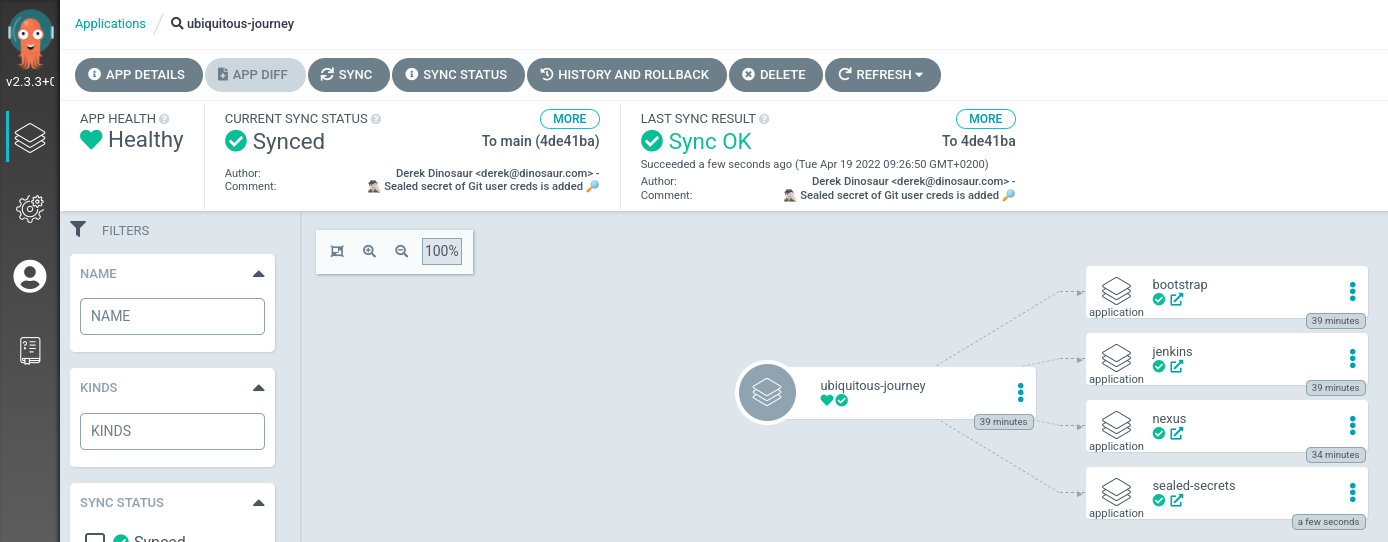 Applications / ubiquitous-journey
v2.3.3+
APP DETAILS
APP DIFF
SYNC
SYNC STATUS
HISTORY AND ROLLBACK
DELETE
REFRESH
APP HEALTH
Healthy
CURRENT SYNC STATUS
MORE
Synced
To main (4de41ba)
Author: Derek Dinosaur <derek@dinosaur.com> -
Comment: 🕵🏻‍♂️ Sealed secret of Git user creds is added 🔎
LAST SYNC RESULT
MORE
Sync OK
To 4de41ba
Succeeded a few seconds ago (Tue Apr 19 2022 09:26:50 GMT+0200)
Author: Derek Dinosaur <derek@dinosaur.com> -
Comment: 🕵🏻‍♂️ Sealed secret of Git user creds is added 🔎
FILTERS
NAME
NAME
KINDS
KINDS
SYNC STATUS
Synced
100%
ubiquitous-journey
39 minutes
bootstrap
application
39 minutes
jenkins
application
39 minutes
nexus
application
34 minutes
sealed-secrets
application
a few seconds